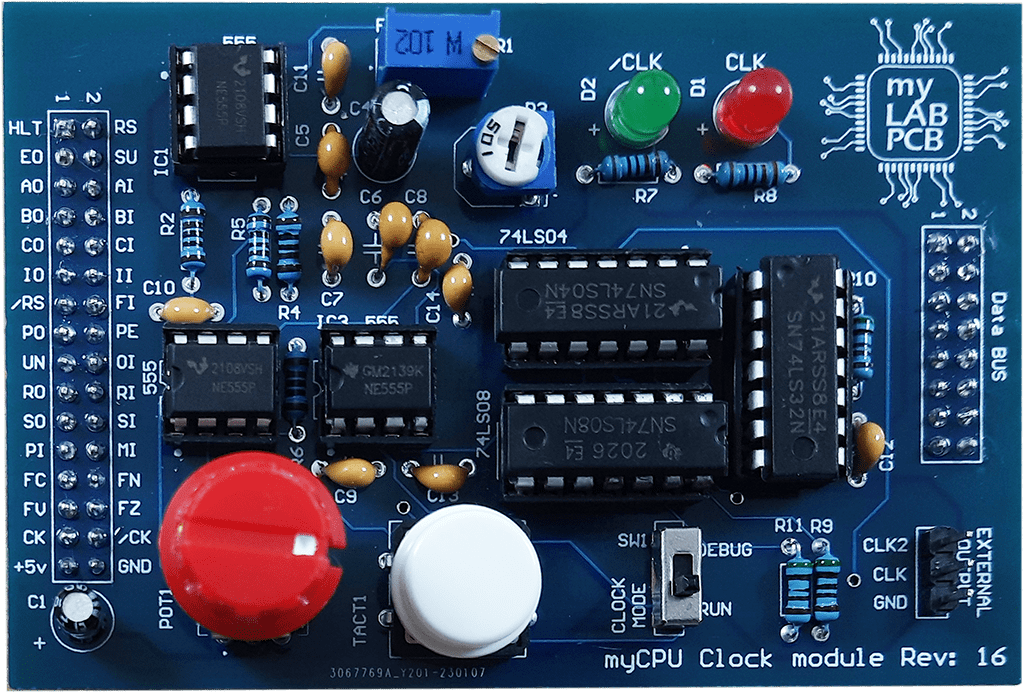 555
C11
W 102
R1
C4
C5
IC1
R3
105
/CLK
CLK
D2
D1
+
+
R7
R8
my
LAB
PCB
2108VSH
NE555P
1 2
HLT RS
EO SU
AO AI
BO BI
CO CI
IO II
/RS FI
PO PE
UN OI
RO RI
SO SI
PI MI
FC FN
FV FZ
CK /CK
+5v GND
C1
+
R2
R5
R4
C6 C8
C7
C14
C10
IC3 555
555
2108VSH
NE555P
GM2139K
NE555P
R6
C9
C13
74LS04
21ARSS8E4
SN74LS04N
74LS08
2026 E4
SN74LS08N
21ARSS8E4
SN74LS32N
10
C12
1 2
Data BUS
POT1
TACT1
SW1
DEBUG
RUN
CLOCK
MODE
R11 R9
CLK2
CLK
GND
EXTERNAL
OUTPUT
3067769A_Y201-230107
myCPU Clock module Rev: 16